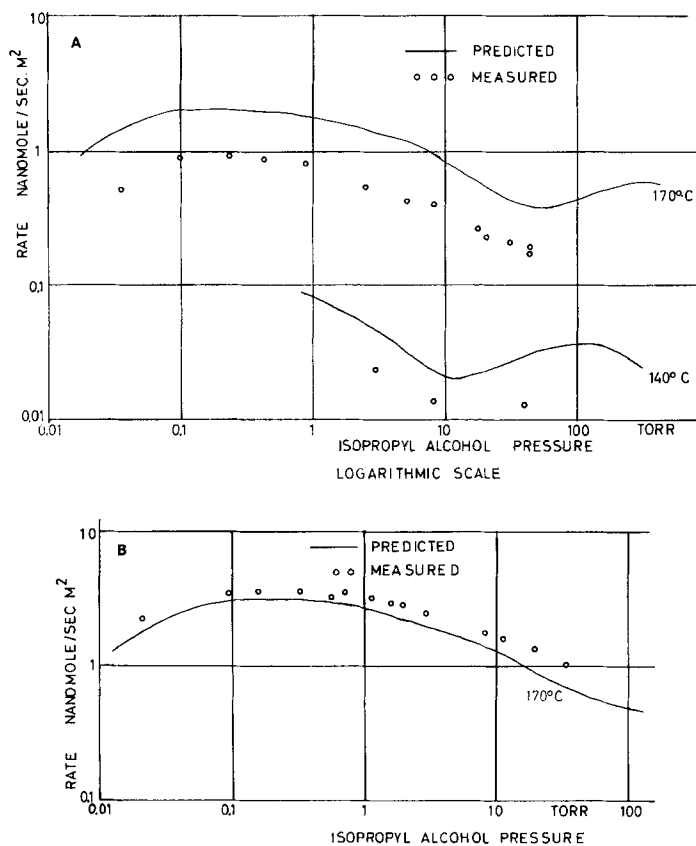 A
10
1
0.1
0.01
RATE NANOMOLE/SEC. M²
PREDICTED
MEASURED
170°C
140°C
0.01 0.1 1 10 100 TORR
ISOPROPYL ALCOHOL PRESSURE
LOGARITHMIC SCALE
B
10
1
0.1
RATE NANOMOLE/SEC M²
PREDICTED
MEASURED
170°C
0.01 0.1 1 10 TORR 100
ISOPROPYL ALCOHOL PRESSURE